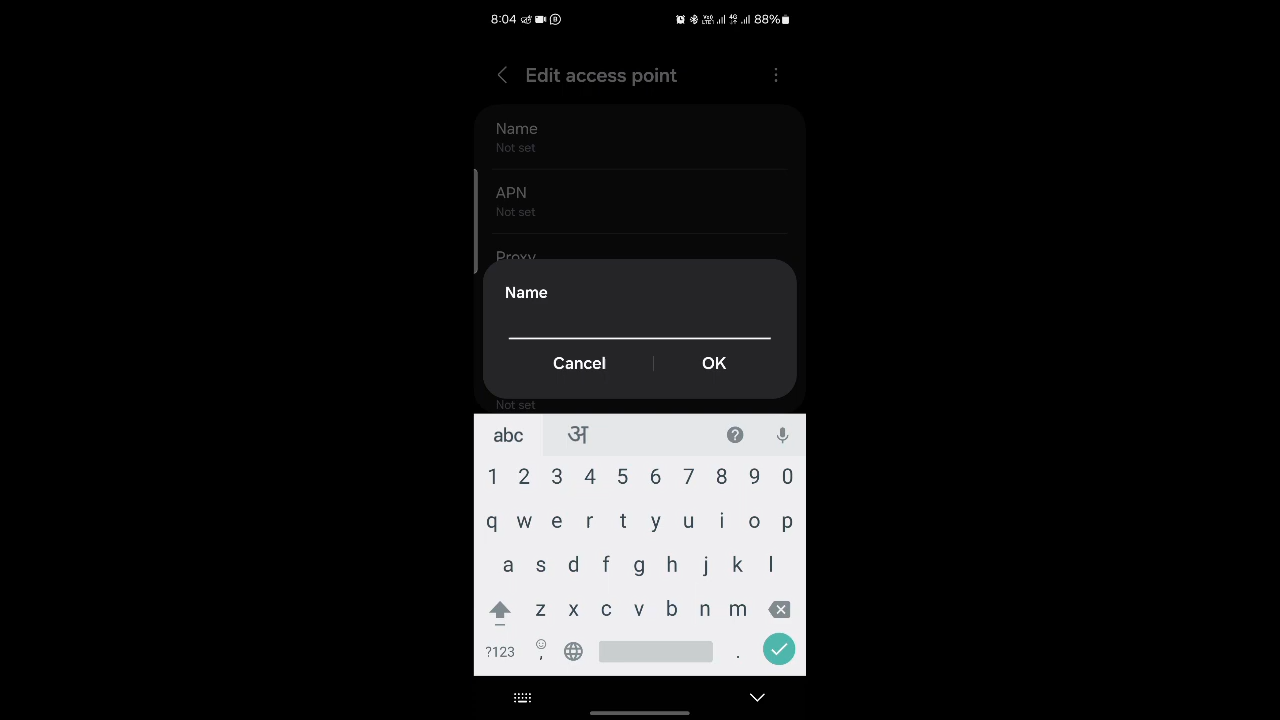 8:04 88%
Edit access point
Name
Not set
APN
Not set
Proxy
Name
Cancel OK
Not set
abc अ
1 2 3 4 5 6 7 8 9 0
q w e r t y u i o p
a s d f g h j k l
z x c v b n m
?123 , .